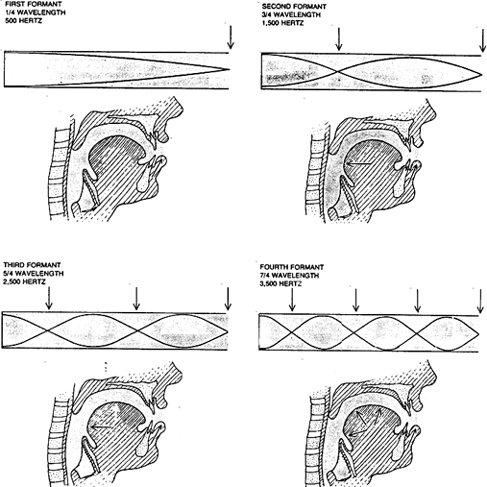 FIRST FORMANT
1/4 WAVELENGTH
500 HERTZ
SECOND FORMANT
3/4 WAVELENGTH
1,500 HERTZ
THIRD FORMANT
5/4 WAVELENGTH
2,500 HERTZ
FOURTH FORMANT
7/4 WAVELENGTH
3,500 HERTZ